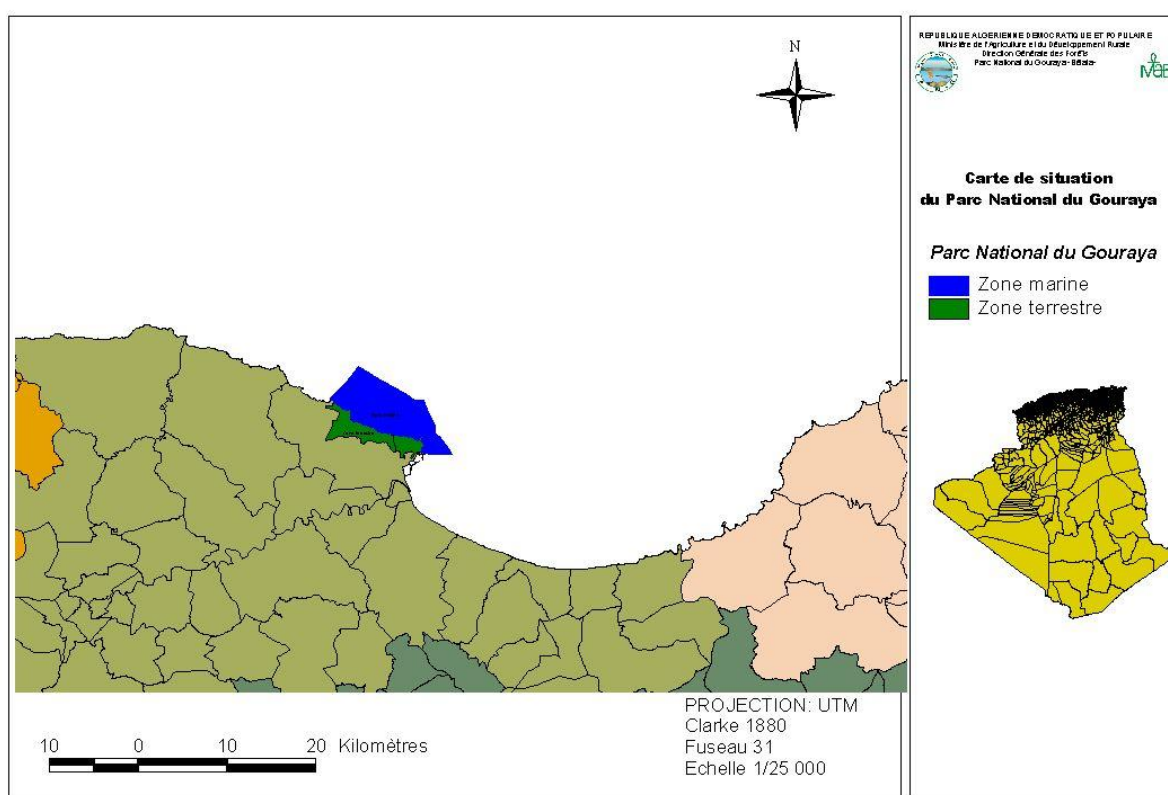 N
REPUBLIQUE ALGERIENNE DEMOCRATIQUE ET POPULAIRE
Ministère de l'Agriculture et du Développement Rurale
Direction Générale des Forêts
Parc National du Gouraya- Béjaia-
MaB
Carte de situation
du Parc National du Gouraya
Parc National du Gouraya
Zone marine
Zone terrestre
10 0 10 20 Kilomètres
PROJECTION: UTM
Clarke 1880
Fuseau 31
Echelle 1/25 000